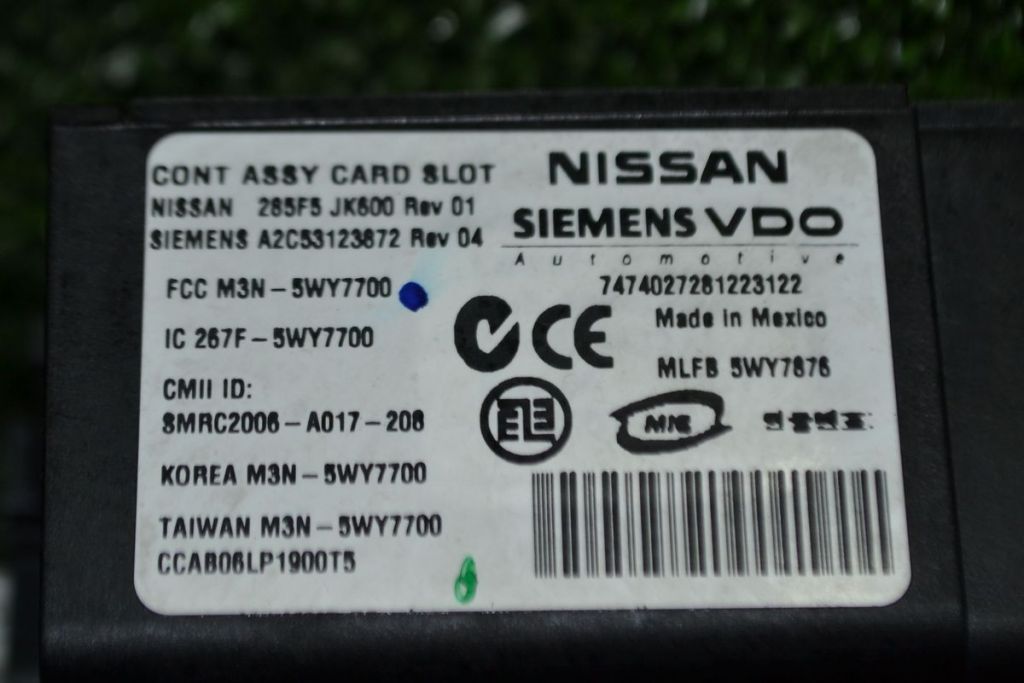 CONT ASSY CARD SLOT
NISSAN 285F5 JK600 Rev 01
SIEMENS A2C53123872 Rev 04
FCC M3N-5WY7700
IC 267F-5WY7700
CMII ID:
SMRC2006-A017-208
KOREA M3N-5WY7700
TAIWAN M3N-5WY7700
CCAB06LP1900T5
NISSAN
SIEMENS VDO
Automotive
7474027281223122
Made in Mexico
CE
MLFB 5WY7876
MIC